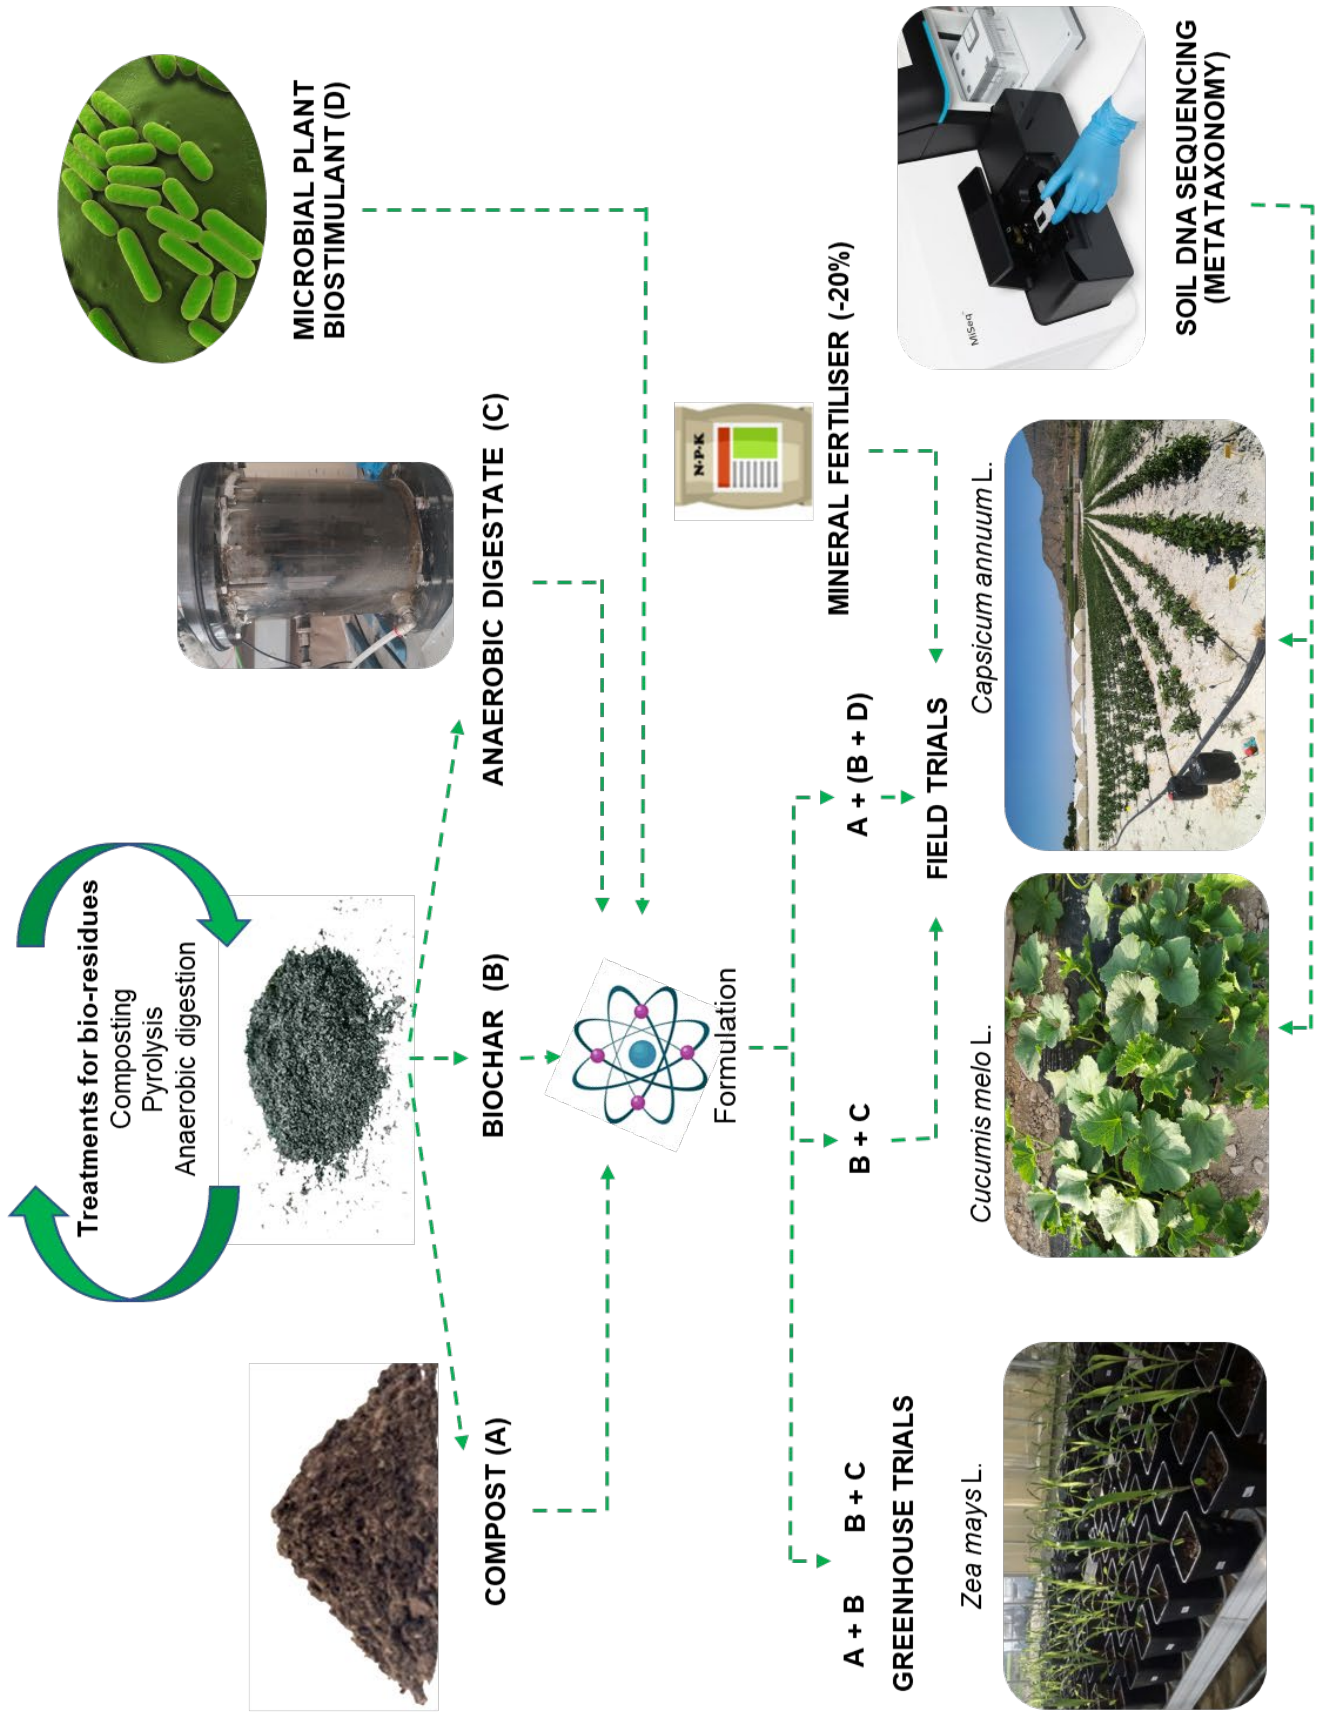 Treatments for bio-residues
Composting
Pyrolysis
Anaerobic digestion
MICROBIAL PLANT
BIOSTIMULANT (D)
COMPOST (A)
BIOCHAR (B)
ANAEROBIC DIGESTATE (C)
Formulation
N•P•K
MINERAL FERTILISER (-20%)
A + B
B + C
GREENHOUSE TRIALS
B + C
A + (B + D)
FIELD TRIALS
Zea mays L.
Cucumis melo L.
Capsicum annuum L.
MiSeq™
SOIL DNA SEQUENCING
(METATAXONOMY)